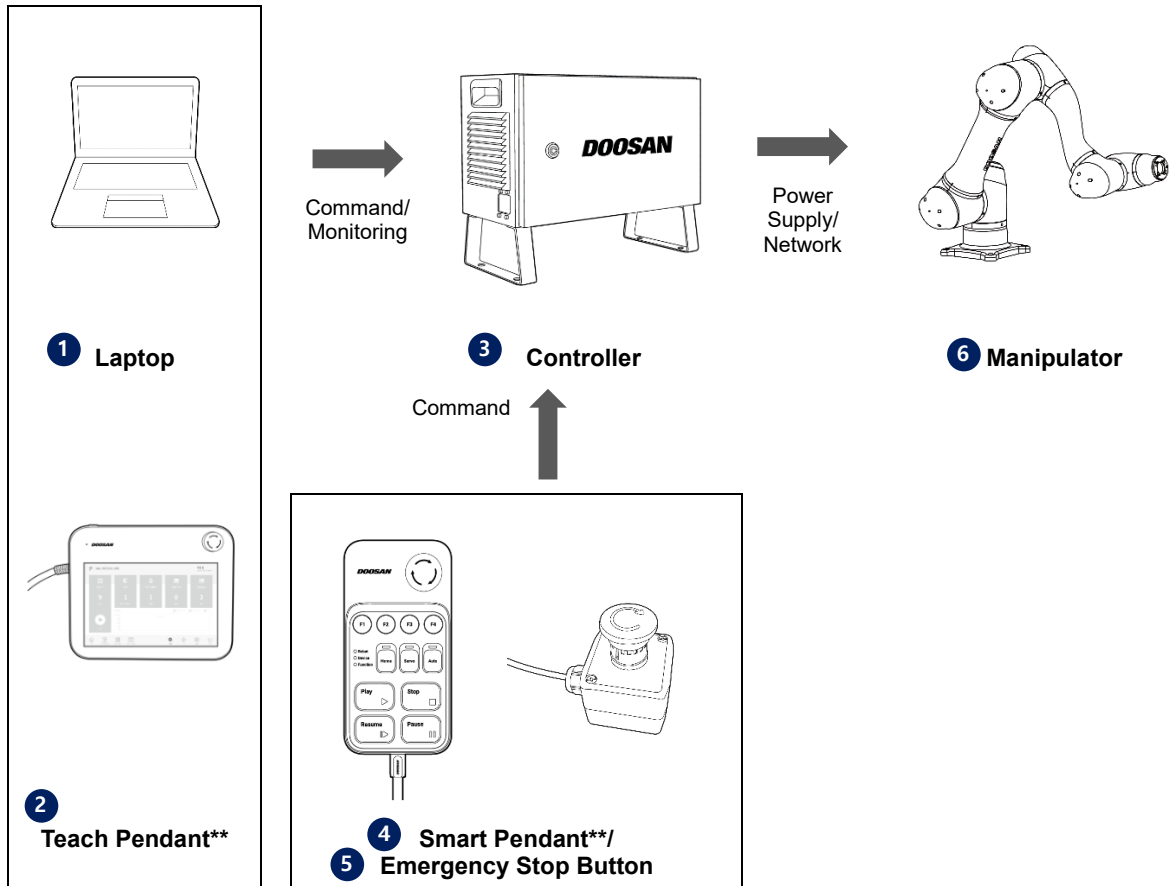 DOOSAN
Command/
Monitoring
Power
Supply/
Network
1 Laptop
3 Controller
6 Manipulator
Command
DOOSAN
DOOSAN
F1 F2 F3 F4
Home Servo Auto
Function
Play
Stop
Resume
Pause
2
Teach Pendant**
4 Smart Pendant**/
5 Emergency Stop Button